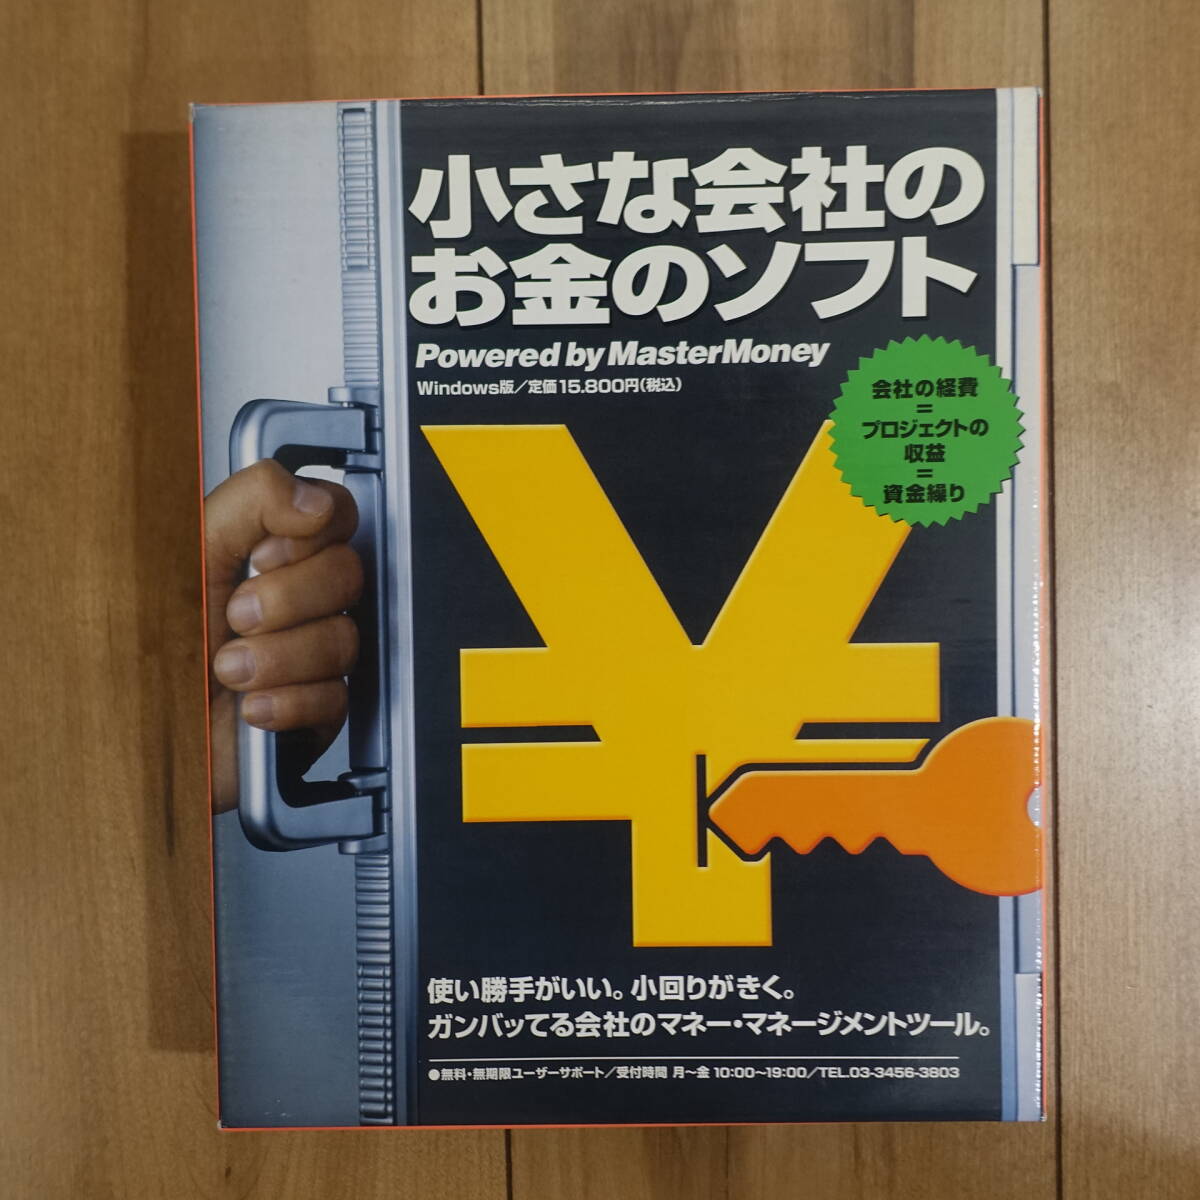 小さな会社の
お金のソフト
Powered by MasterMoney
Windows版／定価15.800円(税込)
会社の経費
=
プロジェクトの
収益
=
資金繰り
使い勝手がいい。小回りがきく。
ガンバッてる会社のマネー・マネージメントツール。
●無料・無期限ユーザーサポート／受付時間 月～金 10:00～19:00／TEL.03-3456-3803